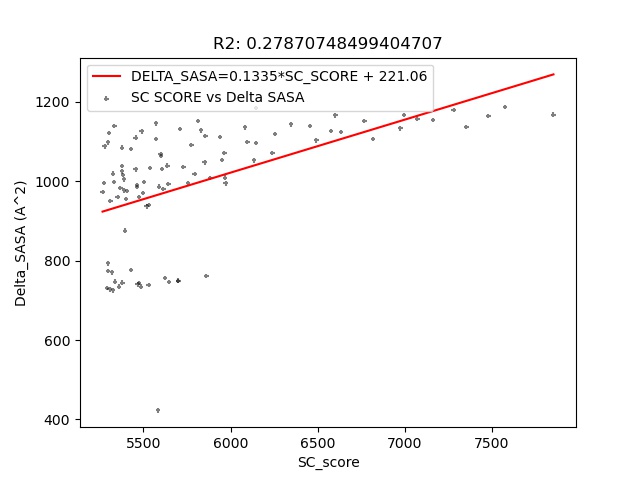 R2: 0.27870748499404707
DELTA_SASA=0.1335*SC_SCORE + 221.06
SC SCORE vs Delta SASA
1200
1000
800
600
400
Delta_SASA (A^2)
5500 6000 6500 7000 7500
SC_score